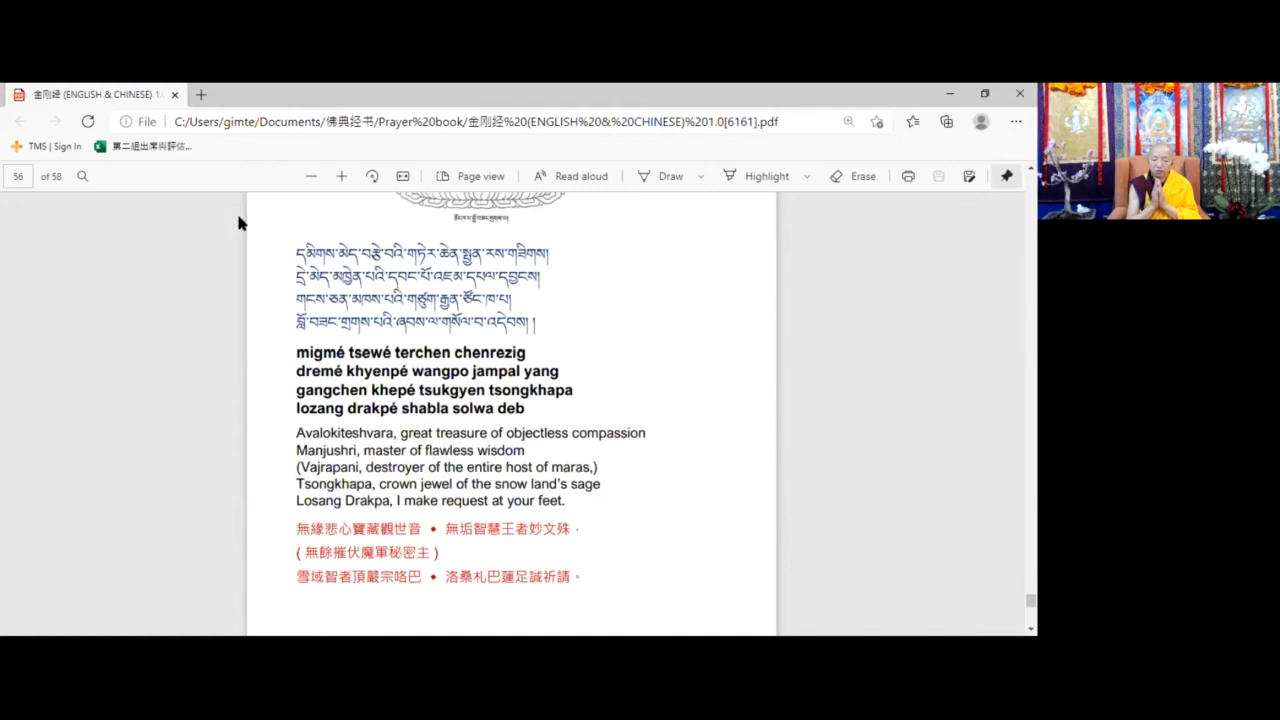 金刚经 (ENGLISH & CHINESE) 1.
File
C:/Users/gimte/Documents/佛典经书/Prayer%20book/金刚经%20(ENGLISH%20&%20CHINESE)%201.0[6161].pdf
TMS | Sign In
第二組出席與評估...
56 of 58
Page view
Read aloud
Draw
Highlight
Erase
ཙོང་ཁ་པ་བློ་བཟང་གྲགས་པ།
དམིགས་མེད་བརྩེ་བའི་གཏེར་ཆེན་སྤྱན་རས་གཟིགས།
དྲི་མེད་མཁྱེན་པའི་དབང་པོ་འཇམ་དཔལ་དབྱངས།
གངས་ཅན་མཁས་པའི་གཙུག་རྒྱན་ཙོང་ཁ་པ།
བློ་བཟང་གྲགས་པའི་ཞབས་ལ་གསོལ་བ་འདེབས། །
migmé tsewé terchen chenrezig
dremé khyenpé wangpo jampal yang
gangchen khepé tsukgyen tsongkhapa
lozang drakpé shabla solwa deb
Avalokiteshvara, great treasure of objectless compassion
Manjushri, master of flawless wisdom
(Vajrapani, destroyer of the entire host of maras,)
Tsongkhapa, crown jewel of the snow land's sage
Losang Drakpa, I make request at your feet.
無緣悲心寶藏觀世音 ◆ 無垢智慧王者妙文殊．
( 無餘摧伏魔軍秘密主 )
雪域智者頂嚴宗喀巴 ◆ 洛桑札巴蓮足誠祈請。